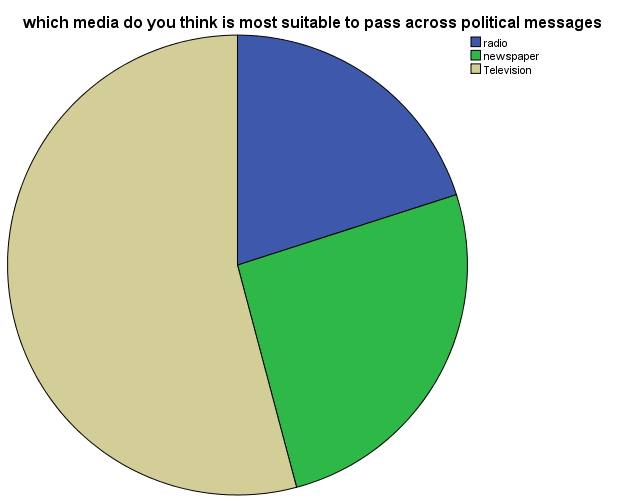 which media do you think is most suitable to pass across political messages
radio
newspaper
Television